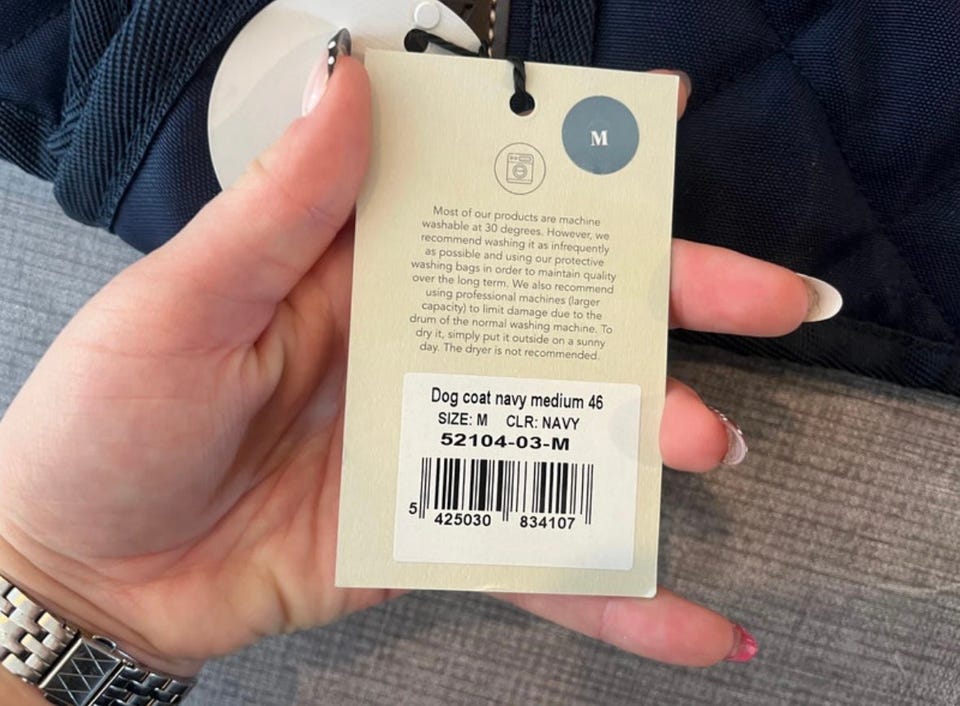 M
Most of our products are machine
washable at 30 degrees. However, we
recommend washing it as infrequently
as possible and using our protective
washing bags in order to maintain quality
over the long term. We also recommend
using professional machines (larger
capacity) to limit damage due to the
drum of the normal washing machine. To
dry it, simply put it outside on a sunny
day. The dryer is not recommended.
Dog coat navy medium 46
SIZE: M CLR: NAVY
52104-03-M
5 425030 834107